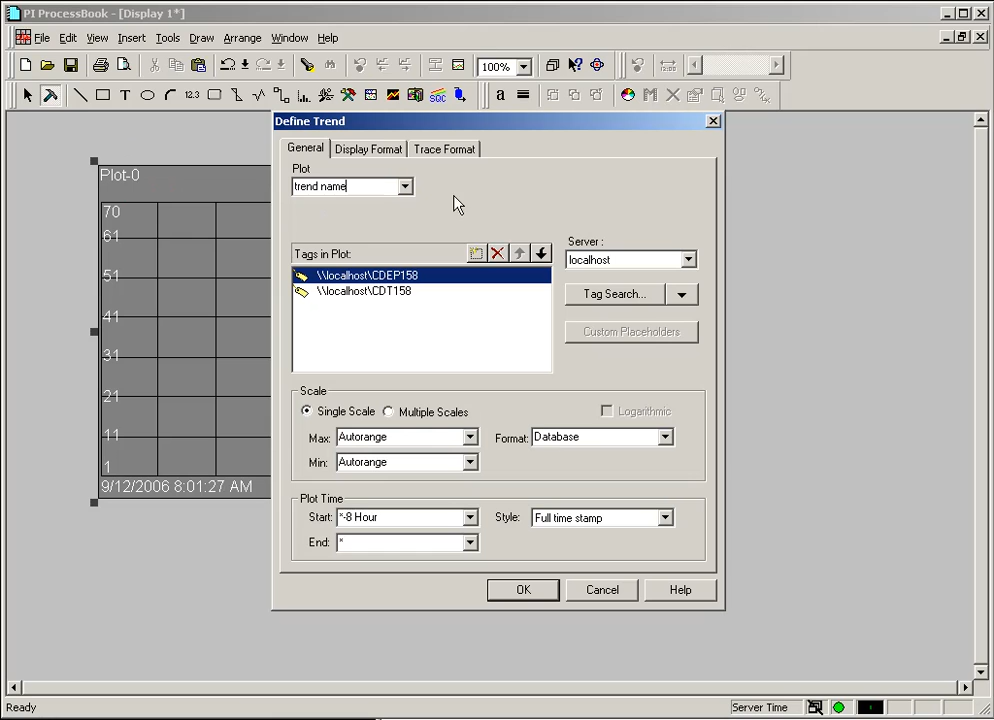 PI ProcessBook - [Display 1*]
File Edit View Insert Tools Draw Arrange Window Help
100%
T 12.3 SQC a
Define Trend
General Display Format Trace Format
Plot
trend name
Tags in Plot:
\\localhost\CDEP158
\\localhost\CDT158
Server :
localhost
Tag Search...
Custom Placeholders
Scale
Single Scale Multiple Scales Logarithmic
Max: Autorange Format: Database
Min: Autorange
Plot Time
Start: *-8 Hour Style: Full time stamp
End: *
OK Cancel Help
Plot-0
70
61
51
41
31
21
11
1
9/12/2006 8:01:27 AM
Ready Server Time